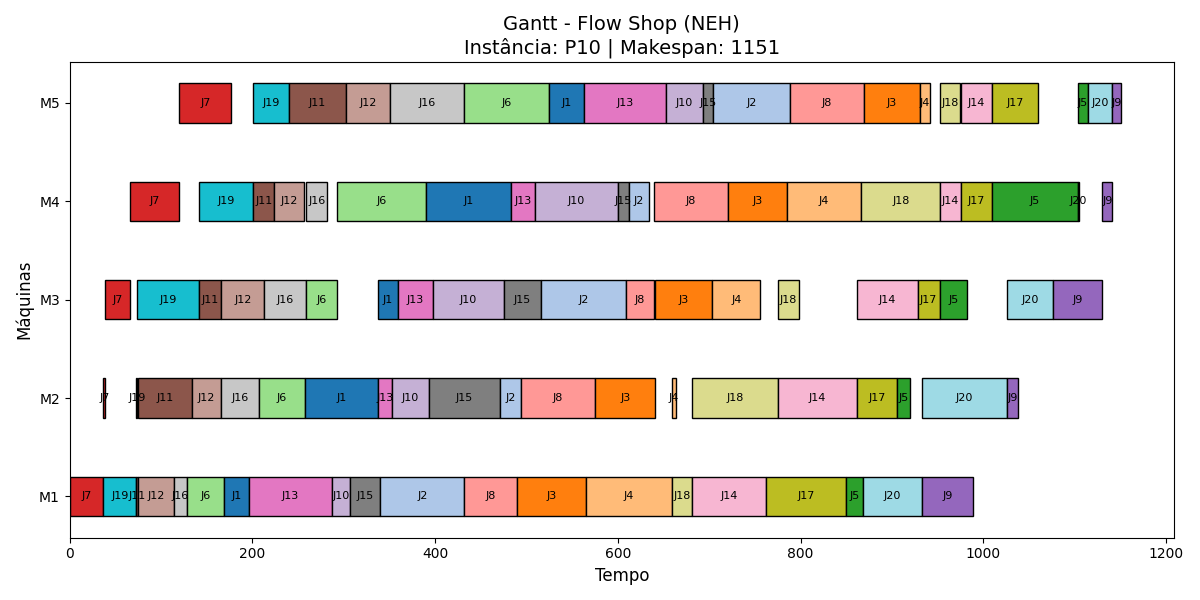 Gantt - Flow Shop (NEH)
Instância: P10 | Makespan: 1151
Máquinas
M5
J7 J19 J11 J12 J16 J6 J1 J13 J10 J15 J2 J8 J3 J4 J18 J14 J17 J5 J20 J9
M4
J7 J19 J11 J12 J16 J6 J1 J13 J10 J15 J2 J8 J3 J4 J18 J14 J17 J5 J20 J9
M3
J7 J19 J11 J12 J16 J6 J1 J13 J10 J15 J2 J8 J3 J4 J18 J14 J17 J5 J20 J9
M2
J7 J19 J11 J12 J16 J6 J1 J13 J10 J15 J2 J8 J3 J4 J18 J14 J17 J5 J20 J9
M1
J7 J19 J11 J12 J16 J6 J1 J13 J10 J15 J2 J8 J3 J4 J18 J14 J17 J5 J20 J9
0 200 400 600 800 1000 1200
Tempo